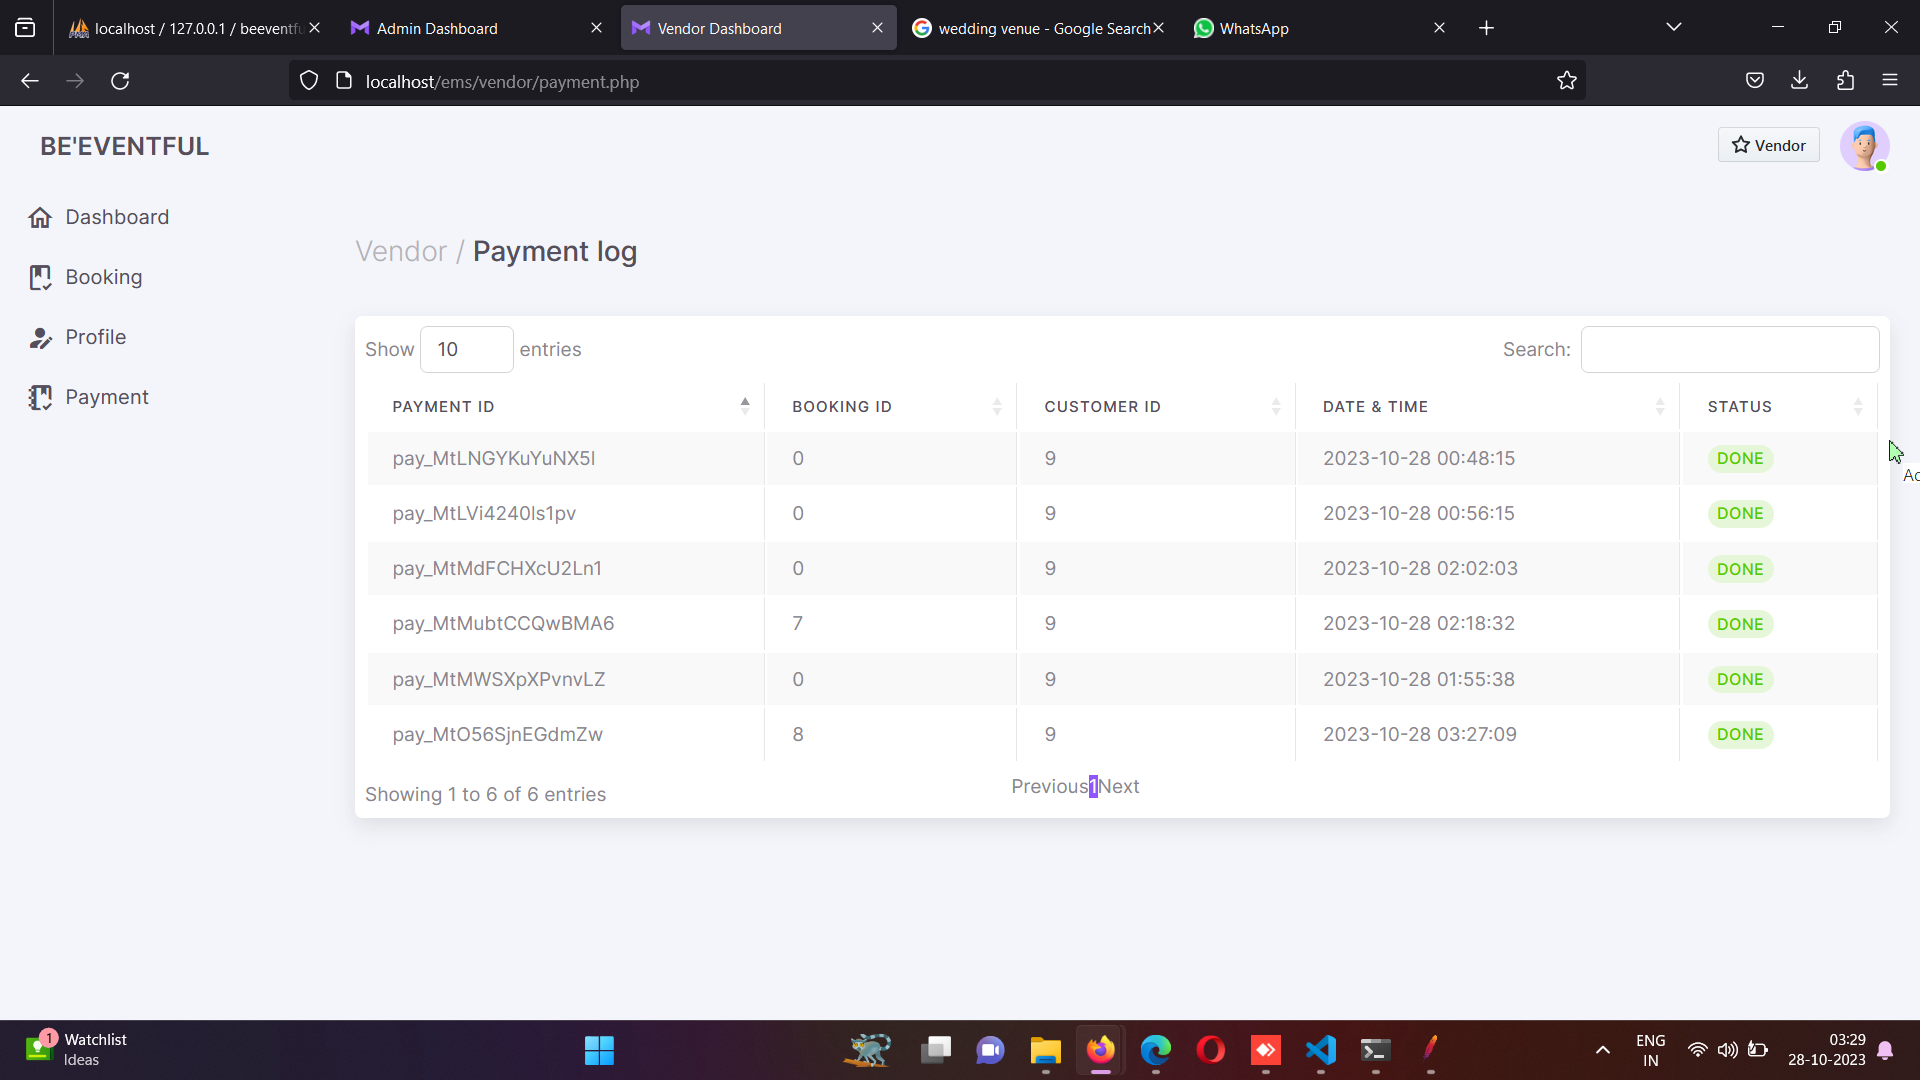 localhost / 127.0.0.1 / beeventfu
Admin Dashboard
Vendor Dashboard
wedding venue - Google Search
WhatsApp
localhost/ems/vendor/payment.php
BE'EVENTFUL
Vendor
Dashboard
Booking
Profile
Payment
Vendor / Payment log
Show 10 entries
Search:
PAYMENT ID BOOKING ID CUSTOMER ID DATE & TIME STATUS
pay_MtLNGYKuYuNX5l 0 9 2023-10-28 00:48:15 DONE
pay_MtLVi4240ls1pv 0 9 2023-10-28 00:56:15 DONE
pay_MtMdFCHXcU2Ln1 0 9 2023-10-28 02:02:03 DONE
pay_MtMubtCCQwBMA6 7 9 2023-10-28 02:18:32 DONE
pay_MtMWSXpXPvnvLZ 0 9 2023-10-28 01:55:38 DONE
pay_MtO56SjnEGdmZw 8 9 2023-10-28 03:27:09 DONE
Showing 1 to 6 of 6 entries
Previous1Next
Ac
1
Watchlist
Ideas
ENG
IN
03:29
28-10-2023